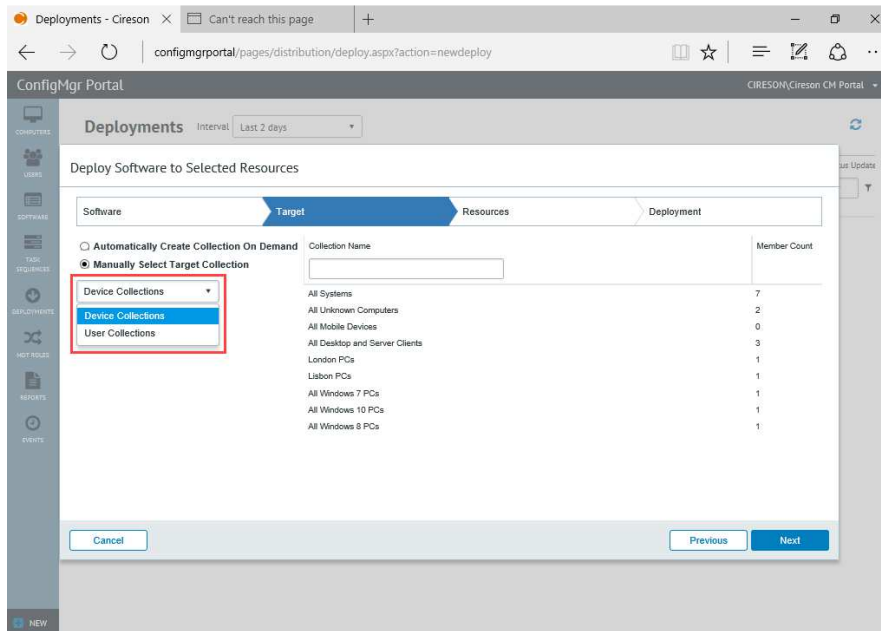 Deployments - Cireson
Can't reach this page
configmgrportal/pages/distribution/deploy.aspx?action=newdeploy
ConfigMgr Portal
CIRESON\Cireson CM Portal
COMPUTERS
USERS
SOFTWARE
TASK
SEQUENCES
DEPLOYMENTS
MGT ROLES
REPORTS
EVENTS
NEW
Deployments Interval Last 2 days
Update
Deploy Software to Selected Resources
Software Target Resources Deployment
Automatically Create Collection On Demand
Manually Select Target Collection
Device Collections
Device Collections
User Collections
Collection Name Member Count
All Systems 7
All Unknown Computers 2
All Mobile Devices 0
All Desktop and Server Clients 3
London PCs 1
Lisbon PCs 1
All Windows 7 PCs 1
All Windows 10 PCs 1
All Windows 8 PCs 1
Cancel Previous Next